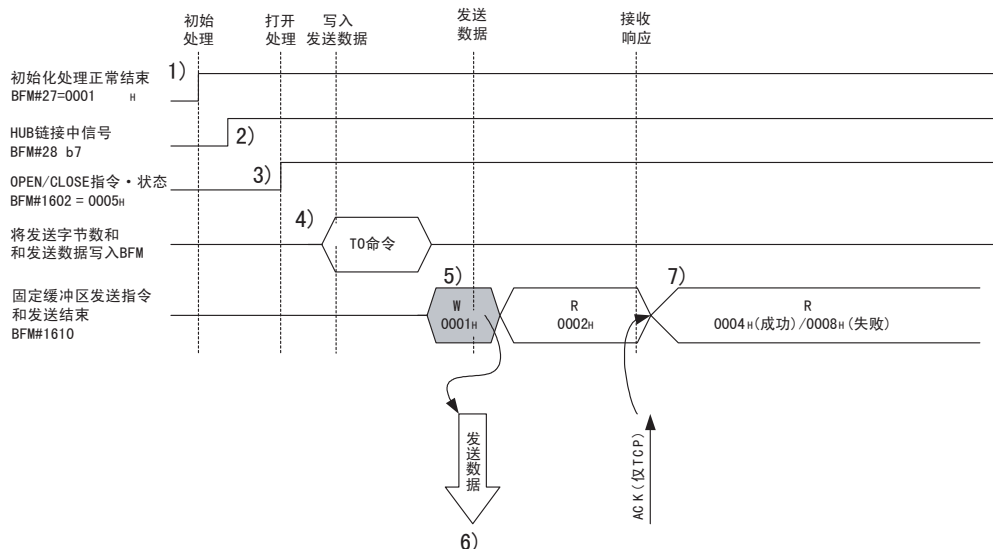 初始
处理
打开
处理
写入
发送数据
发送
数据
接收
响应
初始化处理正常结束
BFM#27=0001 H
1)
HUB链接中信号
BFM#28 b7
2)
OPEN/CLOSE指令・状态
BFM#1602 = 0005H
3)
将发送字节数和
和发送数据写入BFM
4)
TO命令
固定缓冲区发送指令
和发送结束
BFM#1610
5)
W
0001H
R
0002H
7)
R
0004H(成功)/0008H(失败)
发送数据
6)
ACK(仅TCP)